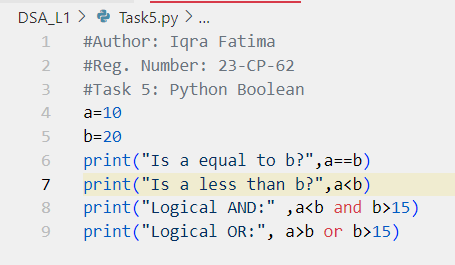 DSA_L1 > Task5.py > ...
1 #Author: Iqra Fatima
2 #Reg. Number: 23-CP-62
3 #Task 5: Python Boolean
4 a=10
5 b=20
6 print("Is a equal to b?",a==b)
7 print("Is a less than b?",a<b)
8 print("Logical AND:" ,a<b and b>15)
9 print("Logical OR:", a>b or b>15)